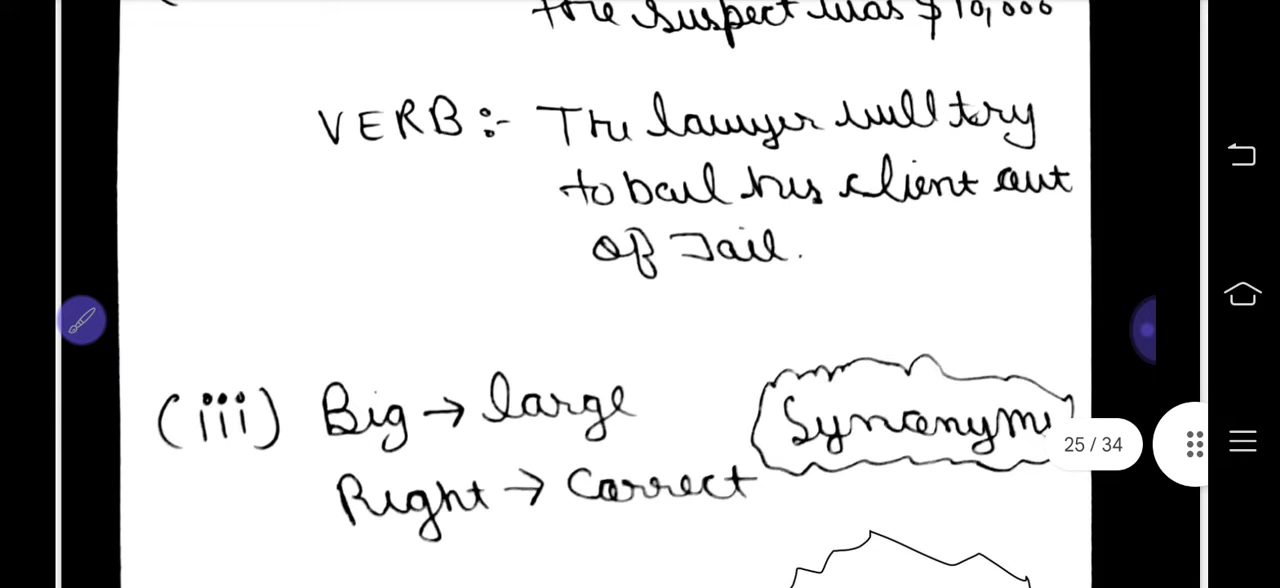 the suspect was $10,000
VERB :- The lawyer will try
to bail his client out
of Jail.
(iii) Big → large
Synonym
25 / 34
Right → Correct